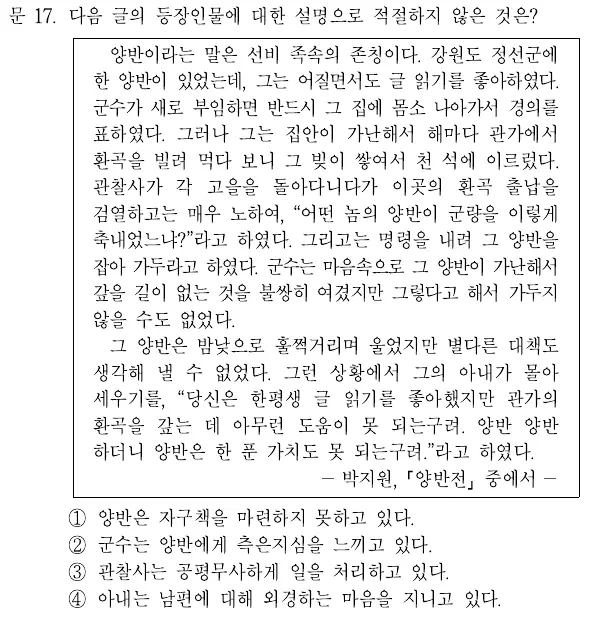 문 17. 다음 글의 등장인물에 대한 설명으로 적절하지 않은 것은?
양반이라는 말은 선비 족속의 존칭이다. 강원도 정선군에
한 양반이 있었는데, 그는 어질면서도 글 읽기를 좋아하였다.
군수가 새로 부임하면 반드시 그 집에 몸소 나아가서 경의를
표하였다. 그러나 그는 집안이 가난해서 해마다 관가에서
환곡을 빌려 먹다 보니 그 빚이 쌓여서 천 석에 이르렀다.
관찰사가 각 고을을 돌아다니다가 이곳의 환곡 출납을
검열하고는 매우 노하여, “어떤 놈의 양반이 군량을 이렇게
축내었느냐?”라고 하였다. 그리고는 명령을 내려 그 양반을
잡아 가두라고 하였다. 군수는 마음속으로 그 양반이 가난해서
갚을 길이 없는 것을 불쌍히 여겼지만 그렇다고 해서 가두지
않을 수도 없었다.
그 양반은 밤낮으로 훌쩍거리며 울었지만 별다른 대책도
생각해 낼 수 없었다. 그런 상황에서 그의 아내가 몰아
세우기를, “당신은 한평생 글 읽기를 좋아했지만 관가의
환곡을 갚는 데 아무런 도움이 못 되는구려. 양반 양반
하더니 양반은 한 푼 가치도 못 되는구려.”라고 하였다.
－ 박지원, 「양반전」 중에서 －
① 양반은 자구책을 마련하지 못하고 있다.
② 군수는 양반에게 측은지심을 느끼고 있다.
③ 관찰사는 공평무사하게 일을 처리하고 있다.
④ 아내는 남편에 대해 외경하는 마음을 지니고 있다.